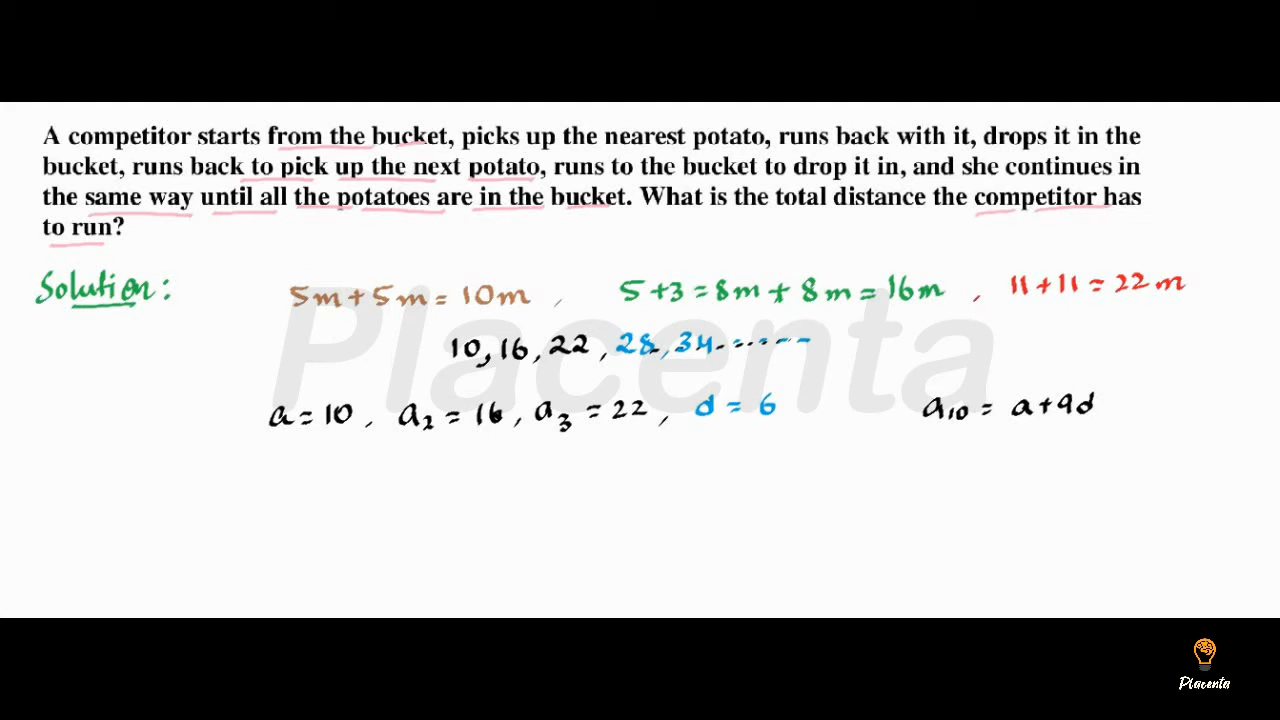 A competitor starts from the bucket, picks up the nearest potato, runs back with it, drops it in the
bucket, runs back to pick up the next potato, runs to the bucket to drop it in, and she continues in
the same way until all the potatoes are in the bucket. What is the total distance the competitor has
to run?
Solution:
5m+5m=10m, 5+3=8m+8m=16m, 11+11=22m
10,16,22,28,34.......
a=10, a₂=16, a₃=22, d=6 a₁₀=a+9d
Placenta
Placenta